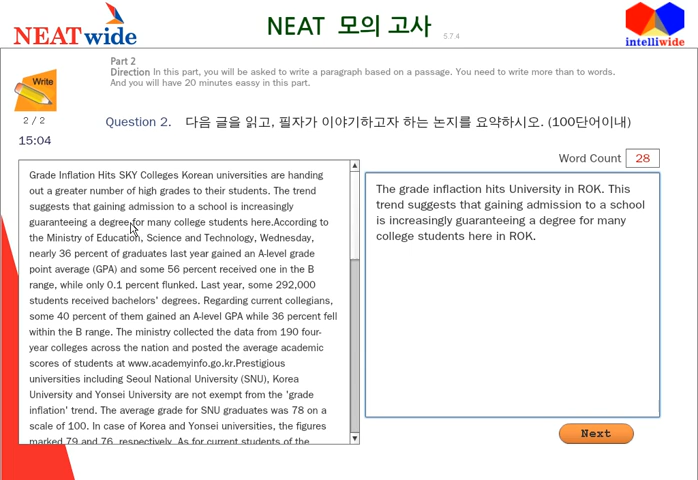 NEATwide
NEAT 모의 고사
5.7.4
intelliwide
Part 2
Direction In this part, you will be asked to write a paragraph based on a passage. You need to write more than to words.
And you will have 20 minutes eassy in this part.
Write
2 / 2
15:04
Question 2. 다음 글을 읽고, 필자가 이야기하고자 하는 논지를 요약하시오. (100단어이내)
Word Count 28
Grade Inflation Hits SKY Colleges Korean universities are handing
out a greater number of high grades to their students. The trend
suggests that gaining admission to a school is increasingly
guaranteeing a degree for many college students here.According to
the Ministry of Education, Science and Technology, Wednesday,
nearly 36 percent of graduates last year gained an A-level grade
point average (GPA) and some 56 percent received one in the B
range, while only 0.1 percent flunked. Last year, some 292,000
students received bachelors' degrees. Regarding current collegians,
some 40 percent of them gained an A-level GPA while 36 percent fell
within the B range. The ministry collected the data from 190 four-
year colleges across the nation and posted the average academic
scores of students at www.academyinfo.go.kr.Prestigious
universities including Seoul National University (SNU), Korea
University and Yonsei University are not exempt from the 'grade
inflation' trend. The average grade for SNU graduates was 78 on a
scale of 100. In case of Korea and Yonsei universities, the figures
marked 79 and 76, respectively. As for current students of the
The grade inflaction hits University in ROK. This
trend suggests that gaining admission to a school
is increasingly guaranteeing a degree for many
college students here in ROK.
Next